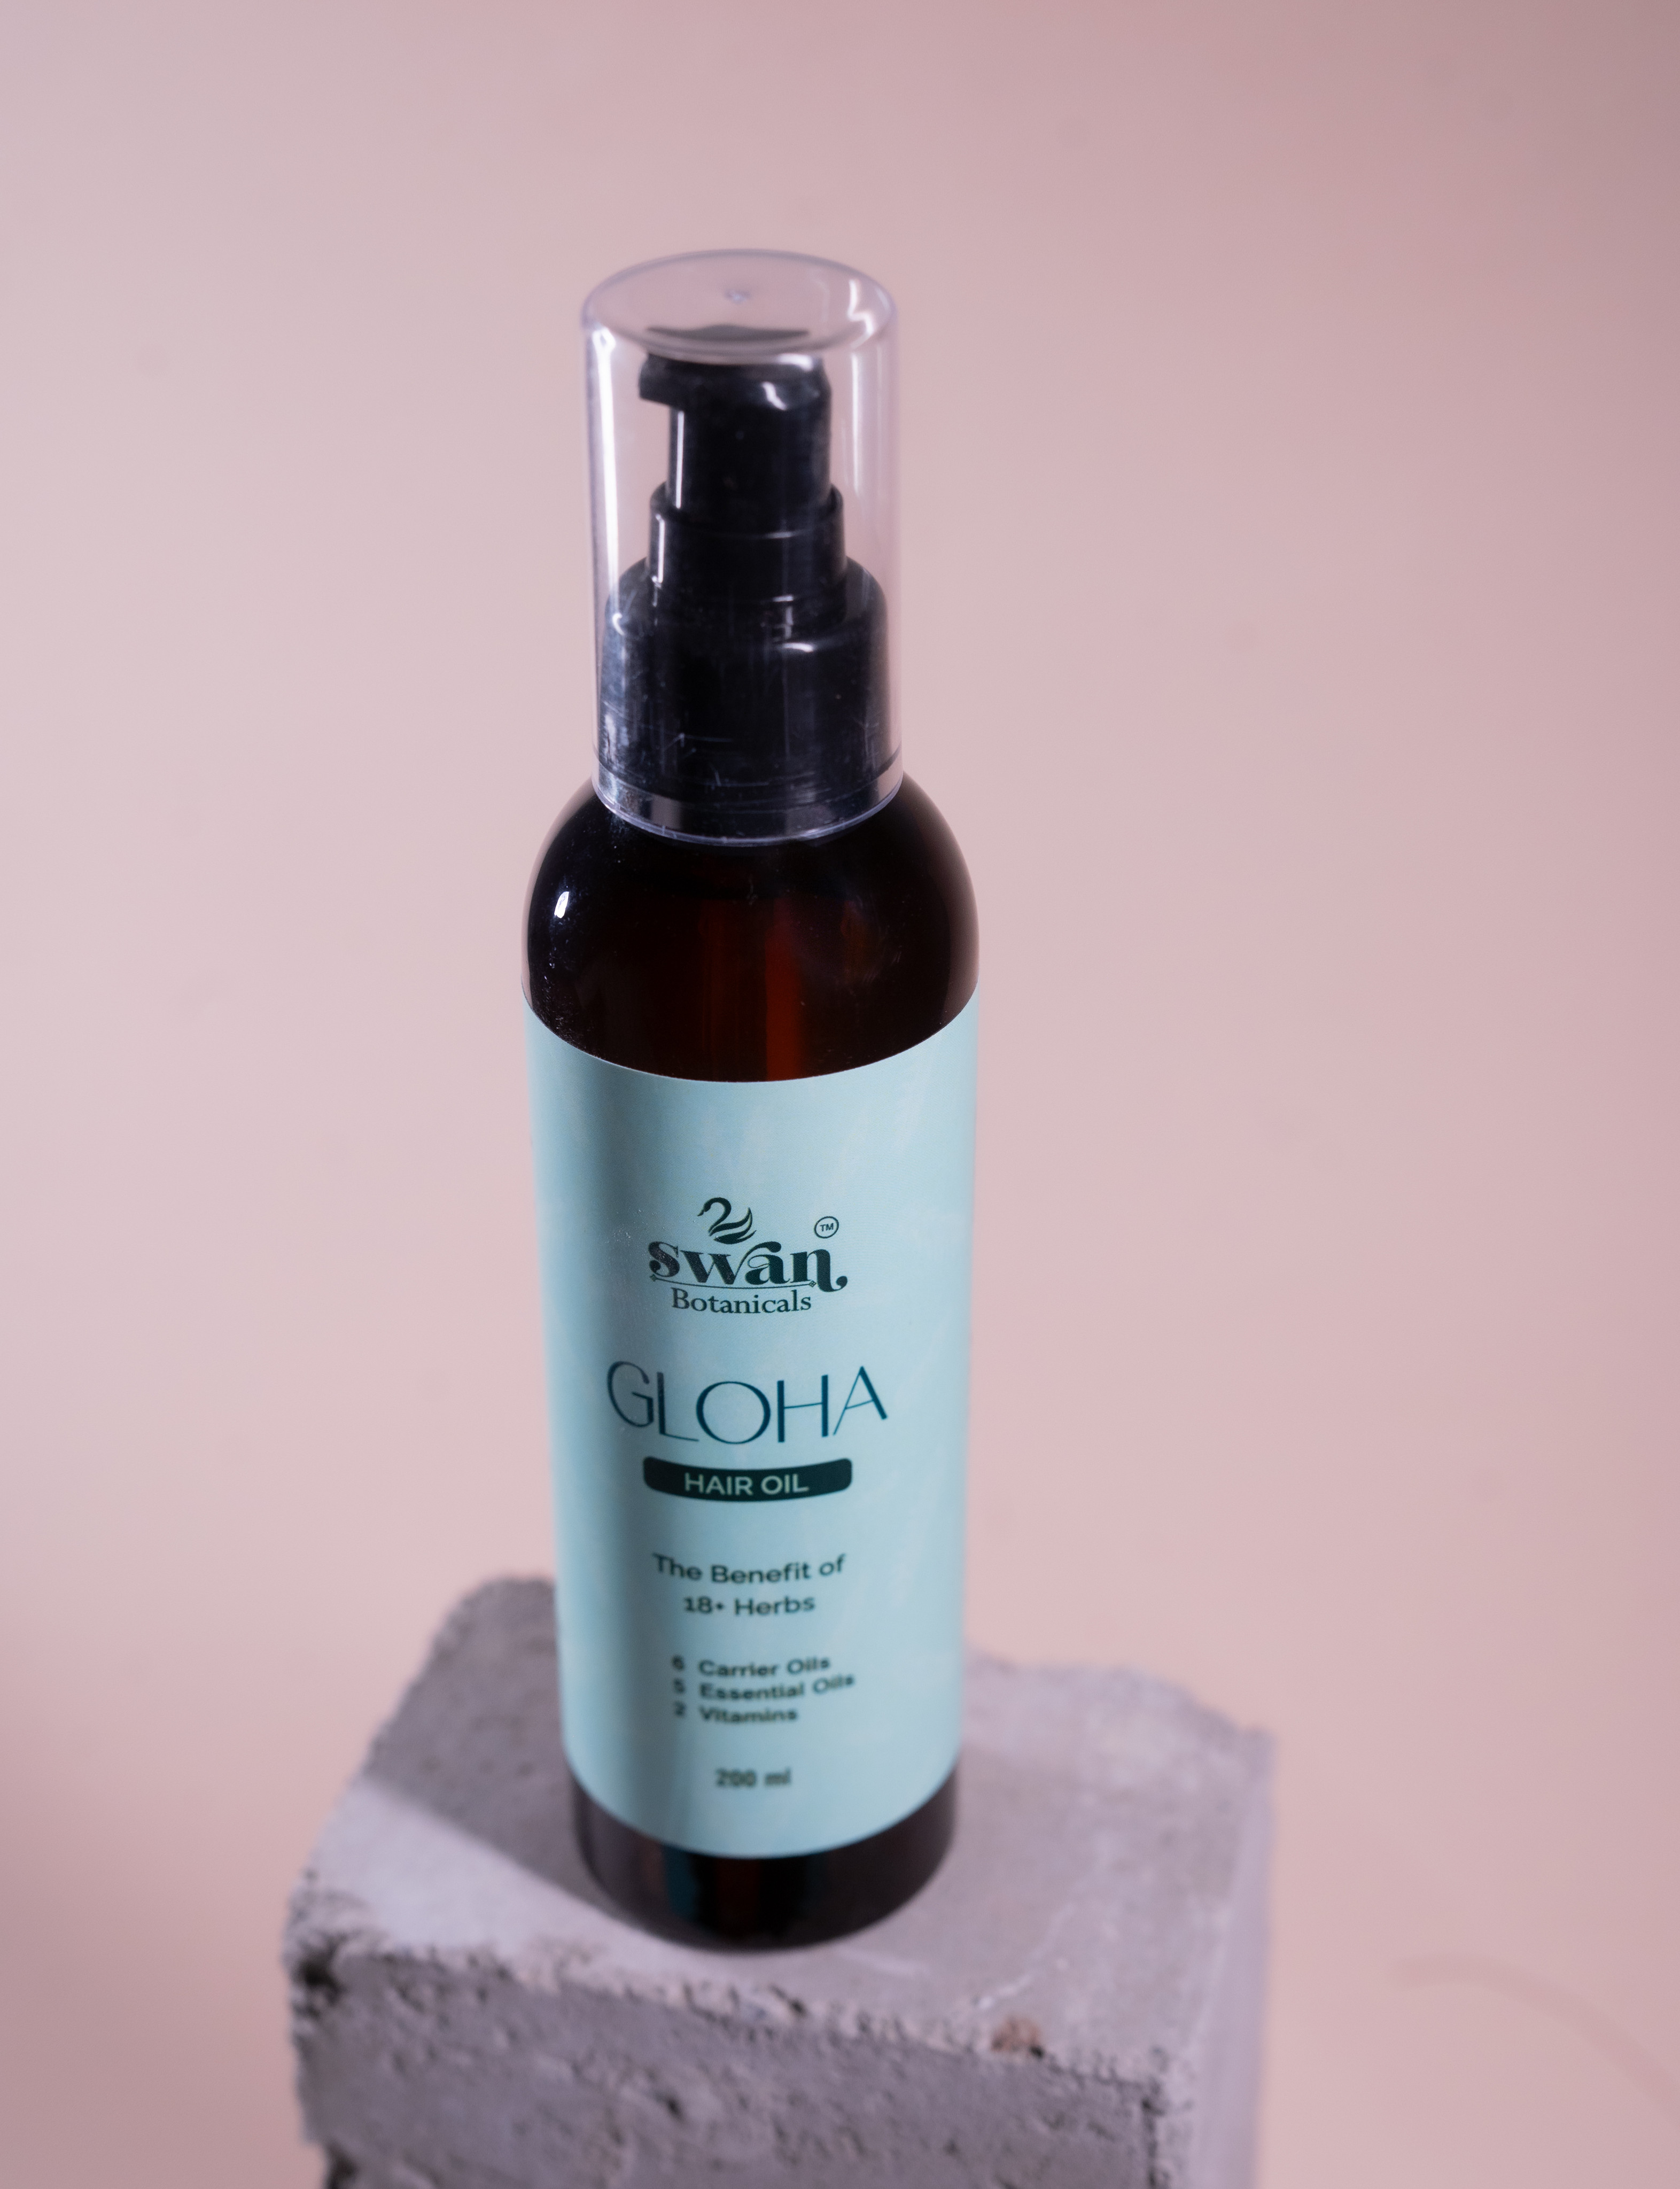 swan
TM
Botanicals
GLOHA
HAIR OIL
The Benefit of
18+ Herbs
6 Carrier Oils
5 Essential Oils
2 Vitamins
200 ml